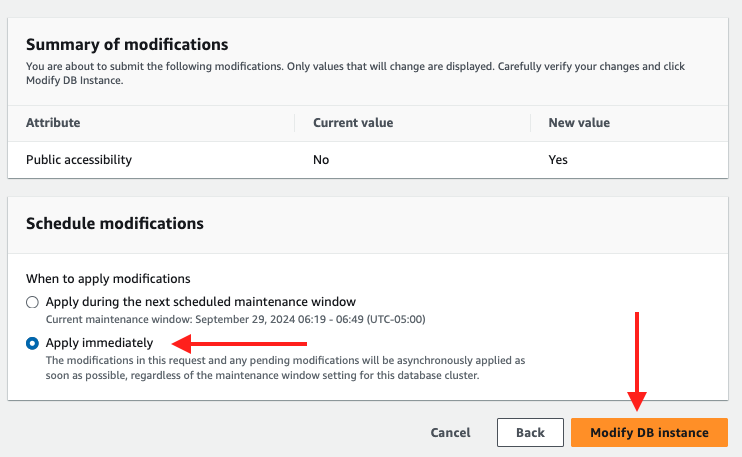 Summary of modifications
You are about to submit the following modifications. Only values that will change are displayed. Carefully verify your changes and click
Modify DB Instance.
Attribute Current value New value
Public accessibility No Yes
Schedule modifications
When to apply modifications
Apply during the next scheduled maintenance window
Current maintenance window: September 29, 2024 06:19 - 06:49 (UTC-05:00)
Apply immediately
The modifications in this request and any pending modifications will be asynchronously applied as
soon as possible, regardless of the maintenance window setting for this database cluster.
Cancel Back Modify DB instance